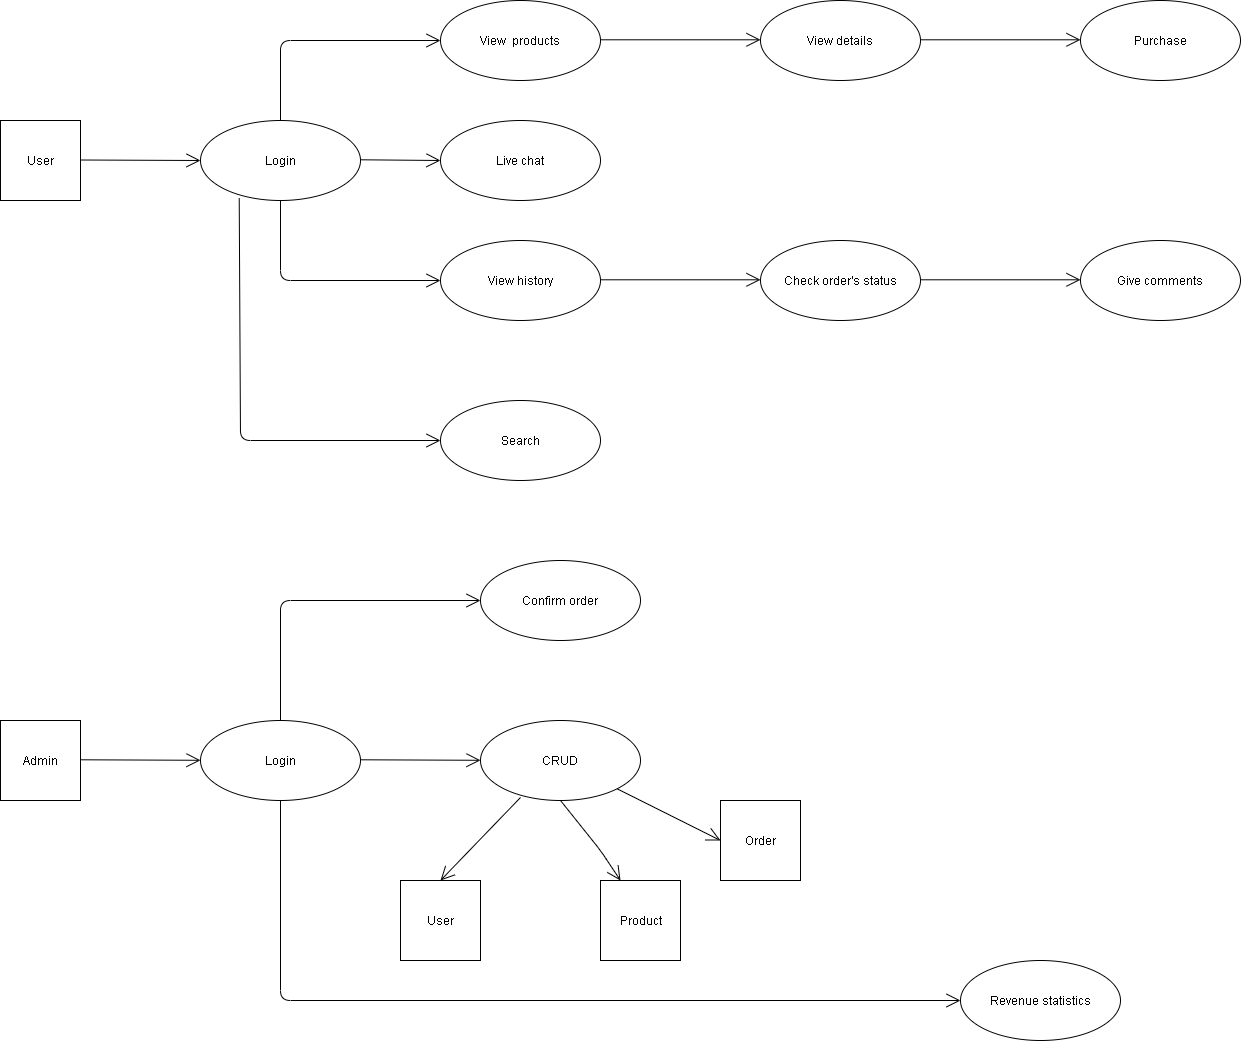 View  products
View details
Purchase
User
Login
Live chat
View history
Check order's status
Give comments
Search
Confirm order
Admin
Login
CRUD
Order
User
Product
Revenue statistics